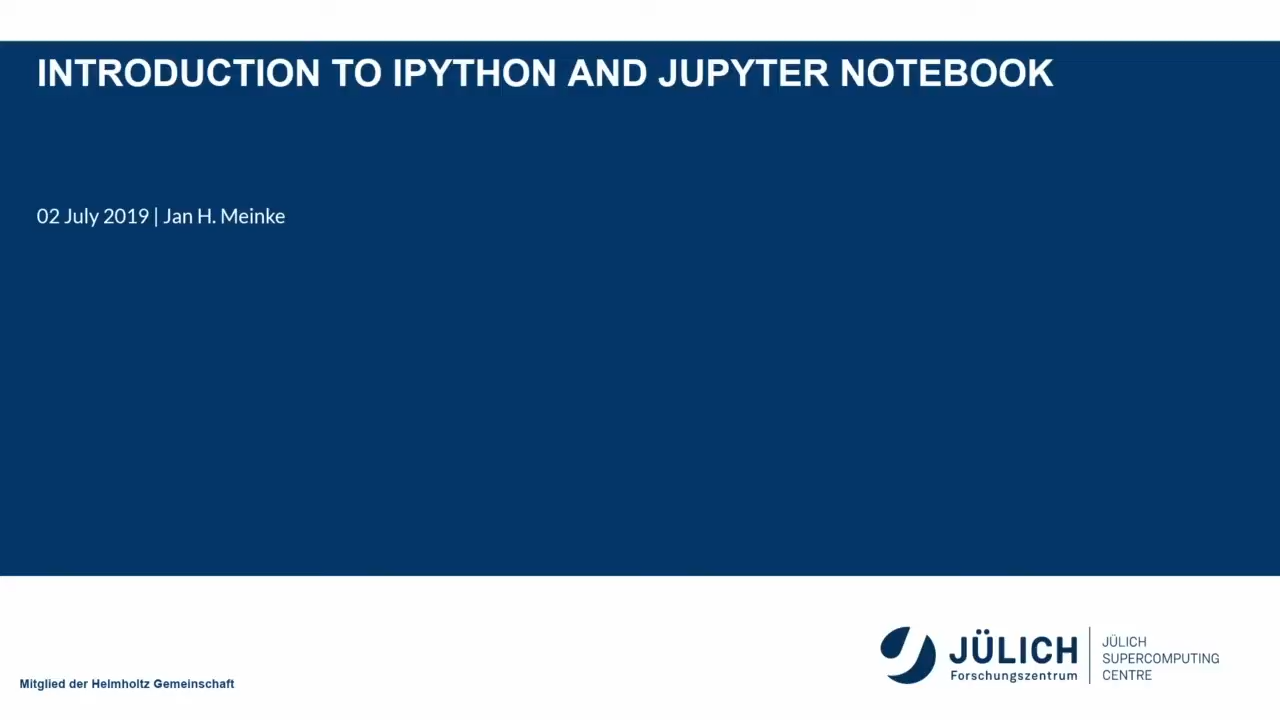 INTRODUCTION TO IPYTHON AND JUPYTER NOTEBOOK
02 July 2019 | Jan H. Meinke
Mitglied der Helmholtz Gemeinschaft
JÜLICH
Forschungszentrum
JÜLICH
SUPERCOMPUTING
CENTRE